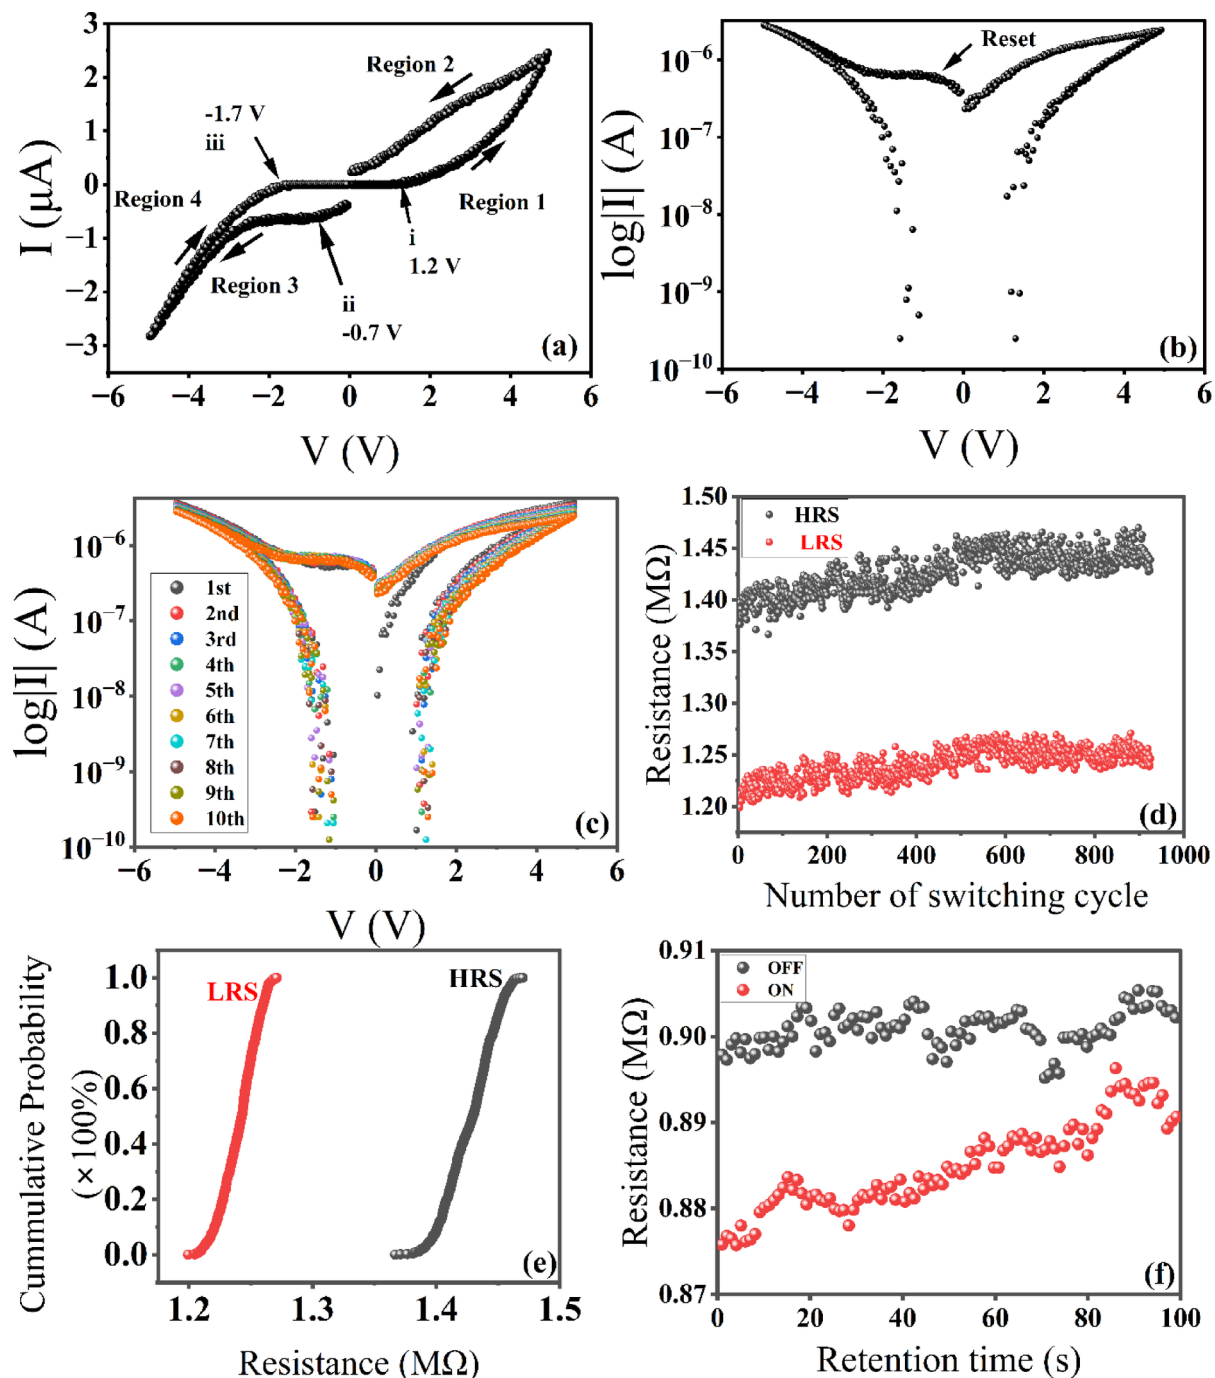 3
2
1
0
−1
−2
−3
I (μA)
Region 2
-1.7 V
iii
Region 4
Region 1
i
1.2 V
Region 3
ii
-0.7 V
(a)
−6 −4 −2 0 2 4 6
V (V)
10⁻⁶
10⁻⁷
10⁻⁸
10⁻⁹
10⁻¹⁰
log|I| (A)
Reset
(b)
−6 −4 −2 0 2 4 6
V (V)
10⁻⁶
10⁻⁷
10⁻⁸
10⁻⁹
10⁻¹⁰
log|I| (A)
1st
2nd
3rd
4th
5th
6th
7th
8th
9th
10th
(c)
−6 −4 −2 0 2 4 6
V (V)
1.50
1.45
1.40
1.35
1.30
1.25
1.20
Resistance (MΩ)
HRS
LRS
(d)
0 200 400 600 800 1000
Number of switching cycle
1.0
0.8
0.6
0.4
0.2
0.0
Cummulative Probability
(×100%)
LRS
HRS
(e)
1.2 1.3 1.4 1.5
Resistance (MΩ)
0.91
0.90
0.89
0.88
0.87
Resistance (MΩ)
OFF
ON
(f)
0 20 40 60 80 100
Retention time (s)